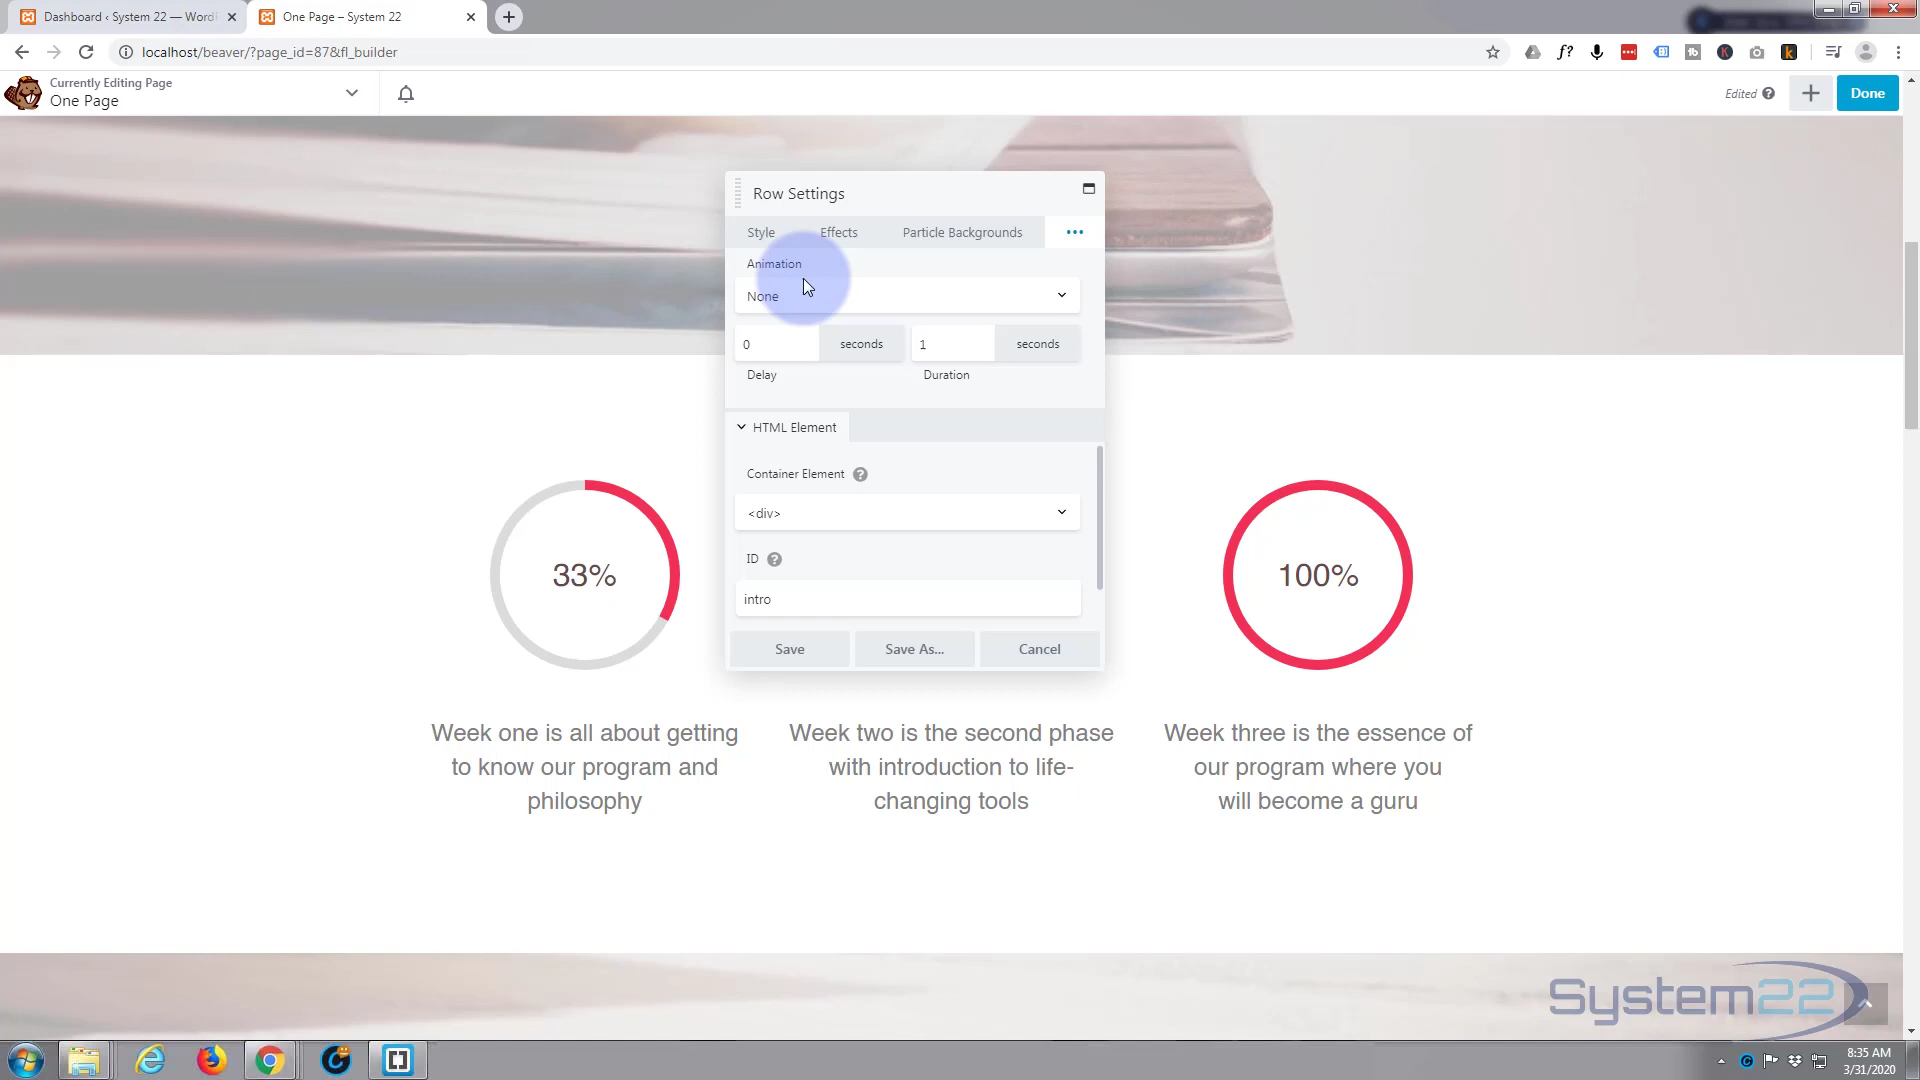 Dashboard ‹ System 22 — WordP
One Page – System 22
localhost/beaver/?page_id=87&fl_builder
Currently Editing Page
One Page
Edited
Done
Row Settings
Style
Effects
Particle Backgrounds
Animation
None
0 seconds
1 seconds
Delay
Duration
HTML Element
Container Element
<div>
ID
intro
Save
Save As...
Cancel
33%
100%
Week one is all about getting
to know our program and
philosophy
Week two is the second phase
with introduction to life-
changing tools
Week three is the essence of
our program where you
will become a guru
System22
8:35 AM
3/31/2020